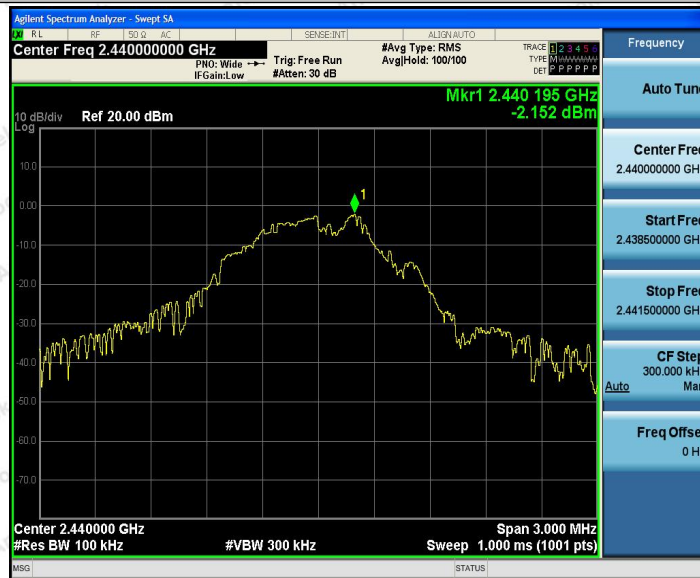 Agilent Spectrum Analyzer - Swept SA
LXI RL RF 50 Ω AC SENSE:INT ALIGN AUTO
Center Freq 2.440000000 GHz
PNO: Wide
IFGain:Low
Trig: Free Run
#Atten: 30 dB
#Avg Type: RMS
Avg|Hold: 100/100
TRACE 1 2 3 4 5 6
TYPE M
DET P P P P P P
Mkr1 2.440 195 GHz
-2.152 dBm
10 dB/div Ref 20.00 dBm
Log
10.0
0.00
-10.0
-20.0
-30.0
-40.0
-50.0
-60.0
-70.0
1
Center 2.440000 GHz
Span 3.000 MHz
#Res BW 100 kHz
#VBW 300 kHz
Sweep 1.000 ms (1001 pts)
MSG
STATUS
Frequency
Auto Tun
Center Fre
2.440000000 GH
Start Fre
2.438500000 GH
Stop Fre
2.441500000 GH
CF Step
300.000 kH
Auto Ma
Freq Offse
0 H